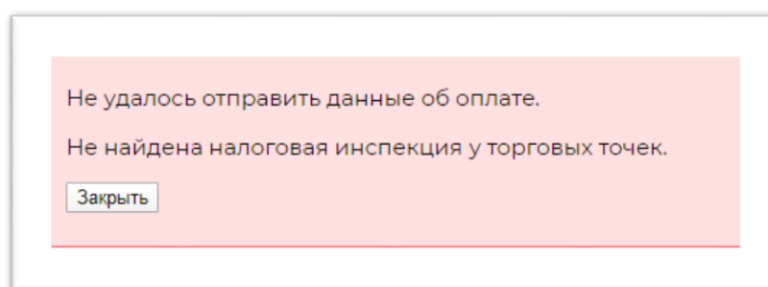 Не удалось отправить данные об оплате.
Не найдена налоговая инспекция у торговых точек.
Закрыть